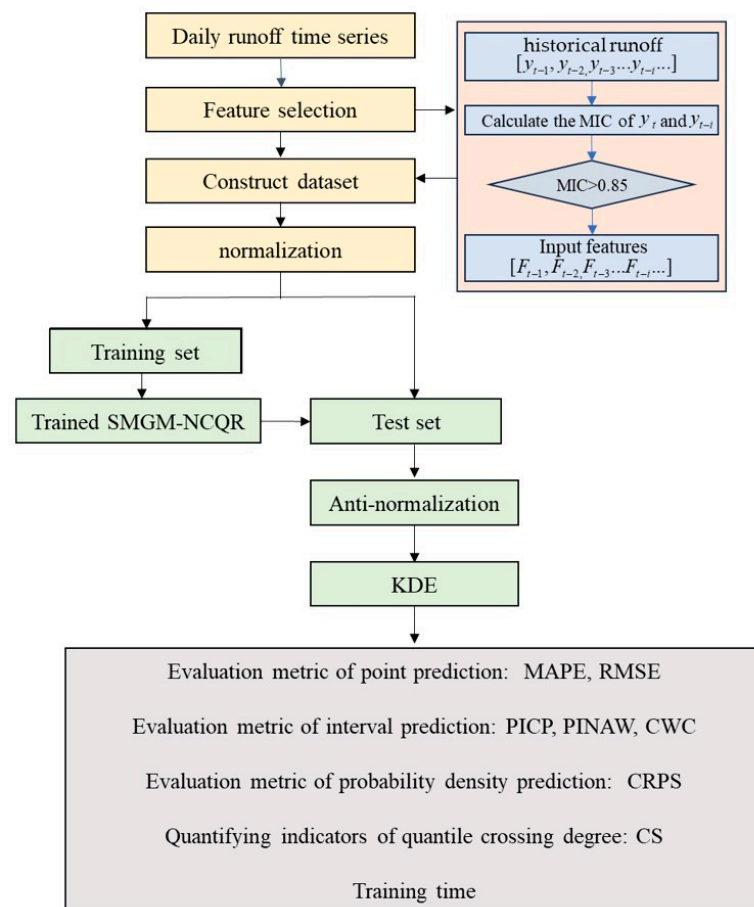 Daily runoff time series
Feature selection
Construct dataset
normalization
historical runoff
[y_{t-1}, y_{t-2,} y_{t-3}...y_{t-i}...]
Calculate the MIC of y_t and y_{t-i}
MIC>0.85
Input features
[F_{t-1}, F_{t-2,} F_{t-3}...F_{t-i}...]
Training set
Trained SMGM-NCQR
Test set
Anti-normalization
KDE
Evaluation metric of point prediction: MAPE, RMSE
Evaluation metric of interval prediction: PICP, PINAW, CWC
Evaluation metric of probability density prediction: CRPS
Quantifying indicators of quantile crossing degree: CS
Training time